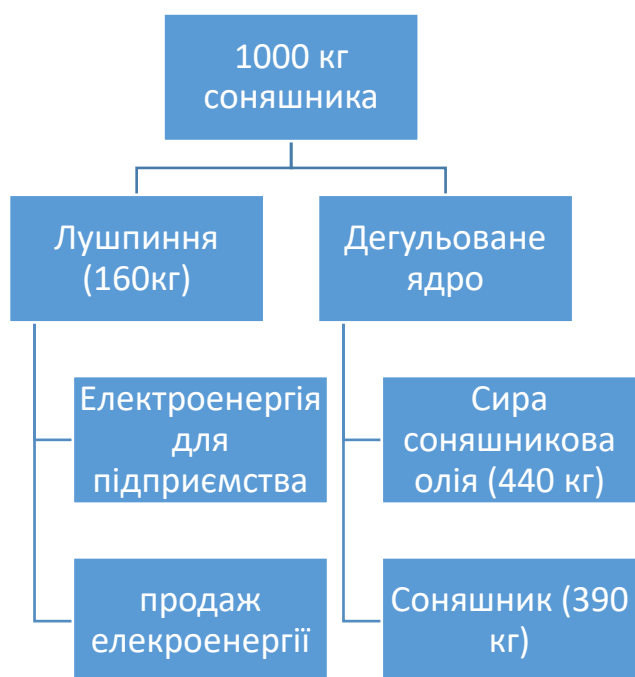 1000 кг
соняшника
Лушпиння
(160кг)
Дегульоване
ядро
Електроенергія
для
підприємства
Сира
соняшникова
олія (440 кг)
продаж
елекроенергії
Соняшник (390
кг)